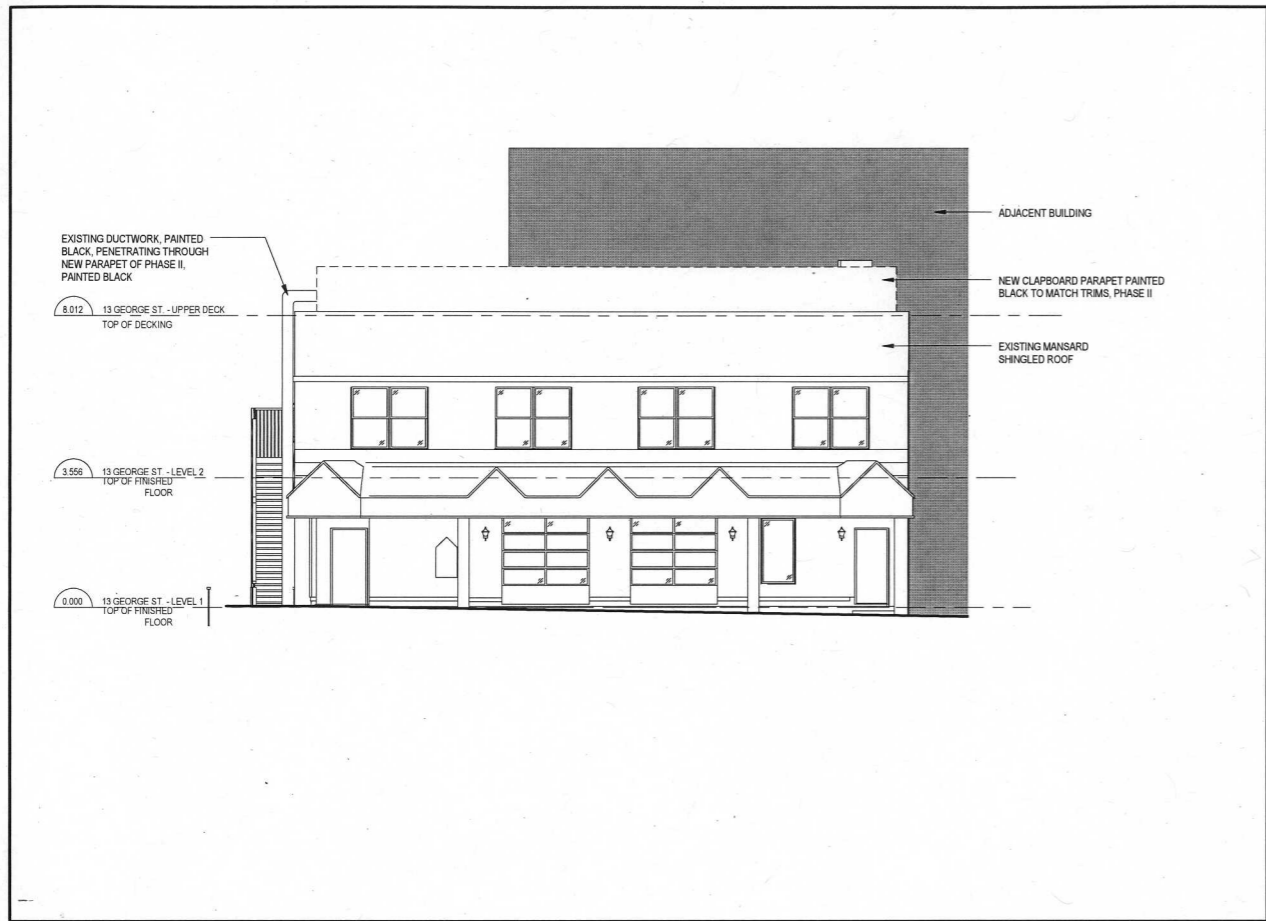 ADJACENT BUILDING
EXISTING DUCTWORK, PAINTED
BLACK, PENETRATING THROUGH
NEW PARAPET OF PHASE II,
PAINTED BLACK
NEW CLAPBOARD PARAPET PAINTED
BLACK TO MATCH TRIMS, PHASE II
8.012 13 GEORGE ST. - UPPER DECK
TOP OF DECKING
EXISTING MANSARD
SHINGLED ROOF
3.556 13 GEORGE ST. - LEVEL 2
TOP OF FINISHED
FLOOR
0.000 13 GEORGE ST. - LEVEL 1
TOP OF FINISHED
FLOOR